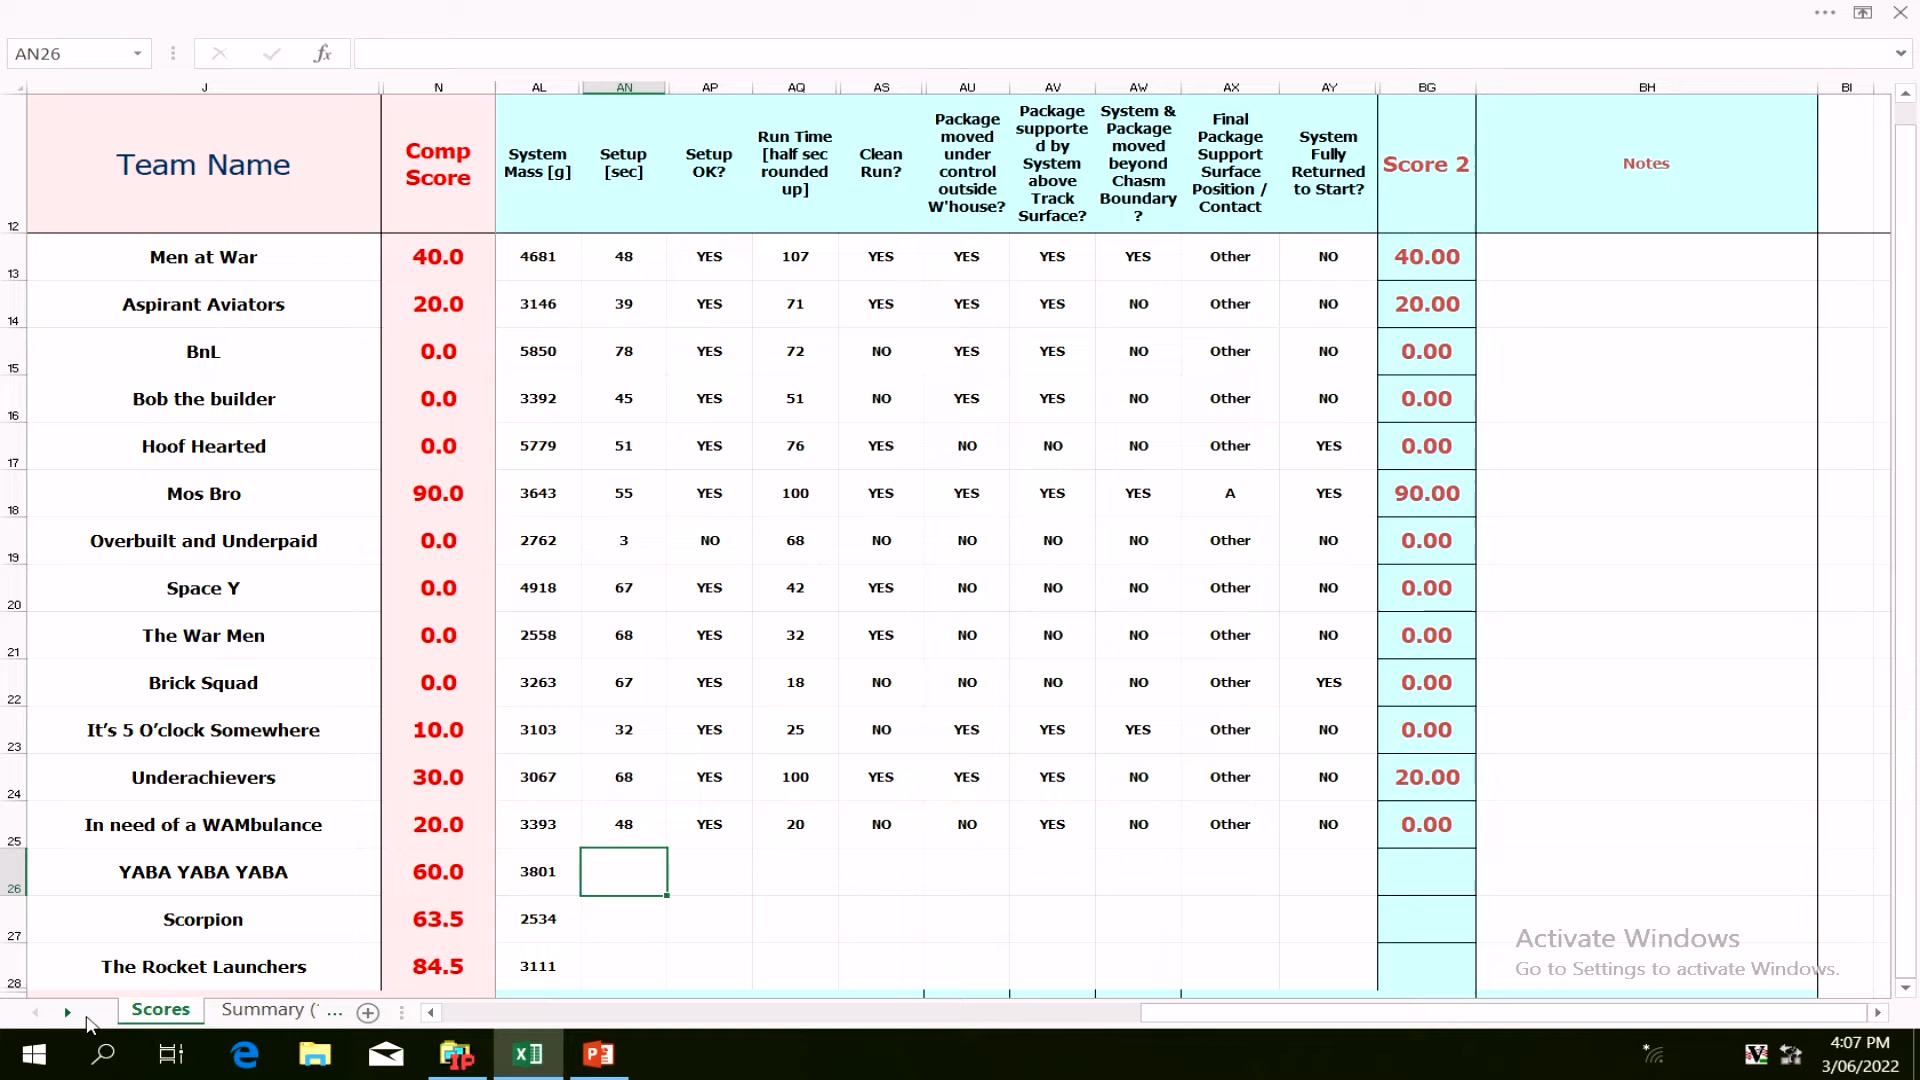 AN26
fx
J N AL AN AP AQ AS AU AV AW AX AY BG BH BI
12 Team Name
Comp
Score
System
Mass [g]
Setup
[sec]
Setup
OK?
Run Time
[half sec
rounded
up]
Clean
Run?
Package
moved
under
control
outside
W'house?
Package
supporte
d by
System
above
Track
Surface?
System &
Package
moved
beyond
Chasm
Boundary
?
Final
Package
Support
Surface
Position /
Contact
System
Fully
Returned
to Start?
Score 2
Notes
13 Men at War 40.0 4681 48 YES 107 YES YES YES YES Other NO 40.00
14 Aspirant Aviators 20.0 3146 39 YES 71 YES YES YES NO Other NO 20.00
15 BnL 0.0 5850 78 YES 72 NO YES YES NO Other NO 0.00
16 Bob the builder 0.0 3392 45 YES 51 NO YES YES NO Other NO 0.00
17 Hoof Hearted 0.0 5779 51 YES 76 YES NO NO NO Other YES 0.00
18 Mos Bro 90.0 3643 55 YES 100 YES YES YES YES A YES 90.00
19 Overbuilt and Underpaid 0.0 2762 3 NO 68 NO NO NO NO Other NO 0.00
20 Space Y 0.0 4918 67 YES 42 YES NO NO NO Other NO 0.00
21 The War Men 0.0 2558 68 YES 32 YES NO NO NO Other NO 0.00
22 Brick Squad 0.0 3263 67 YES 18 NO NO NO NO Other YES 0.00
23 It’s 5 O’clock Somewhere 10.0 3103 32 YES 25 NO YES YES YES Other NO 0.00
24 Underachievers 30.0 3067 68 YES 100 YES YES YES NO Other NO 20.00
25 In need of a WAMbulance 20.0 3393 48 YES 20 NO NO YES NO Other NO 0.00
26 YABA YABA YABA 60.0 3801
27 Scorpion 63.5 2534
28 The Rocket Launchers 84.5 3111
Activate Windows
Go to Settings to activate Windows.
Scores Summary (' ...
4:07 PM
3/06/2022